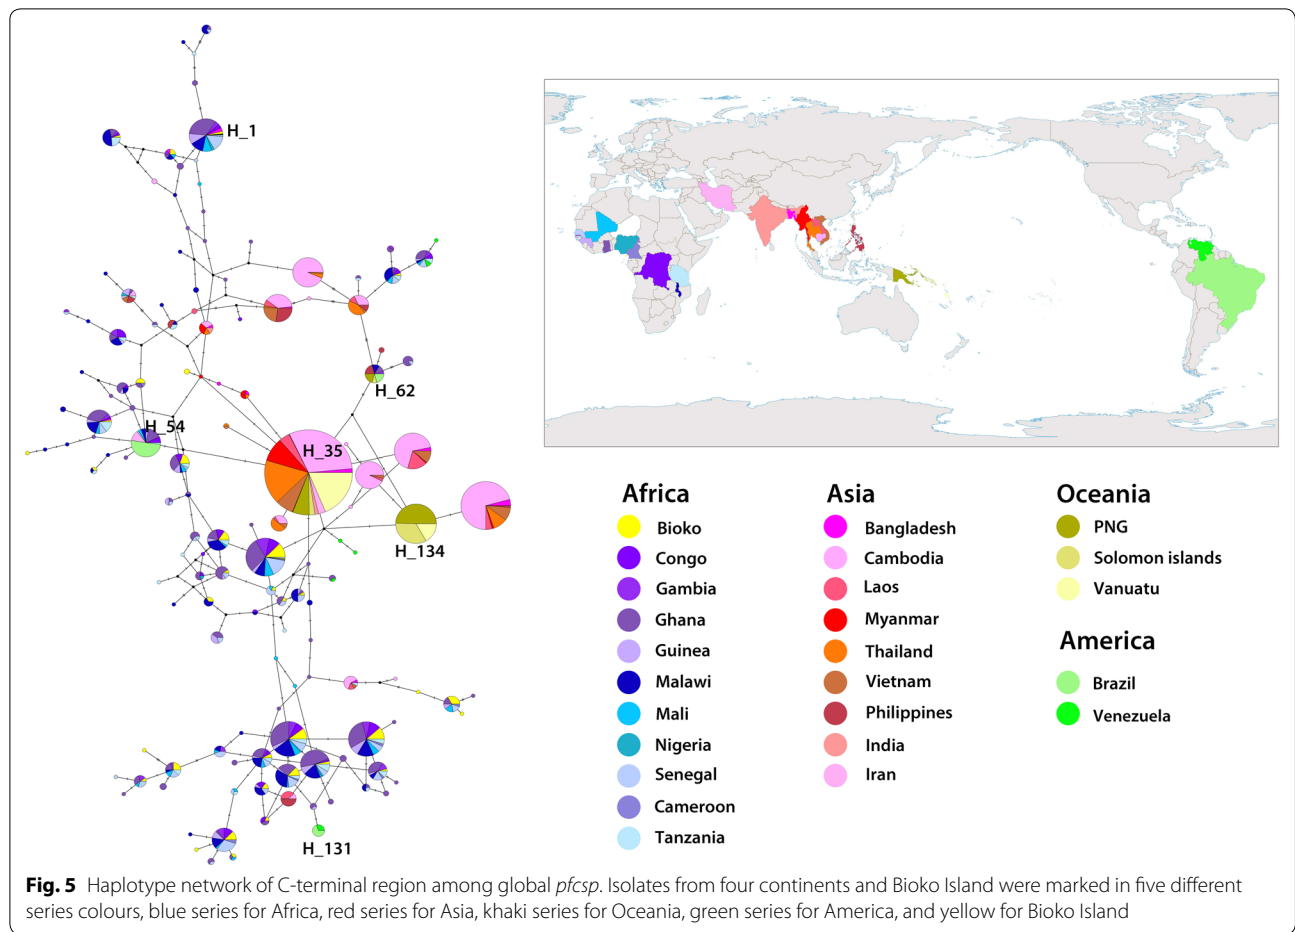 H_1
H_62
H_54
H_35
H_134
H_131
Africa
Bioko
Congo
Gambia
Ghana
Guinea
Malawi
Mali
Nigeria
Senegal
Cameroon
Tanzania
Asia
Bangladesh
Cambodia
Laos
Myanmar
Thailand
Vietnam
Philippines
India
Iran
Oceania
PNG
Solomon islands
Vanuatu
America
Brazil
Venezuela
Fig. 5 Haplotype network of C-terminal region among global pfcsp. Isolates from four continents and Bioko Island were marked in five different
series colours, blue series for Africa, red series for Asia, khaki series for Oceania, green series for America, and yellow for Bioko Island